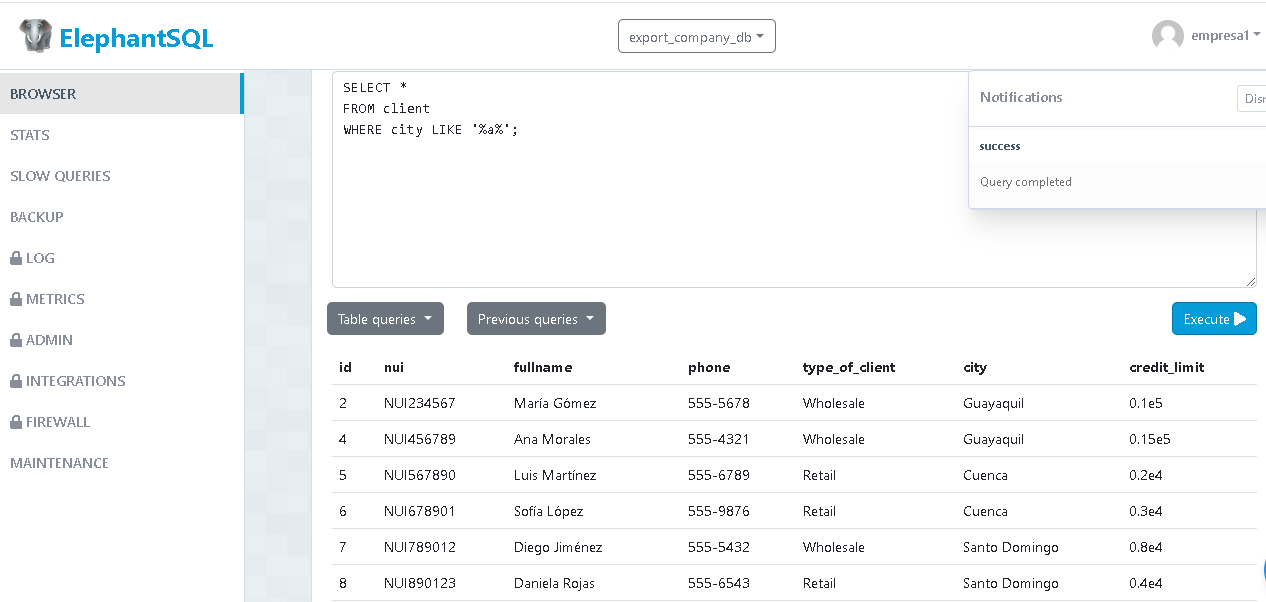 ElephantSQL
export_company_db
empresa1
BROWSER
STATS
SLOW QUERIES
BACKUP
LOG
METRICS
ADMIN
INTEGRATIONS
FIREWALL
MAINTENANCE
SELECT *
FROM client
WHERE city LIKE '%a%';
Notifications
success
Query completed
Table queries
Previous queries
Execute
id nui fullname phone type_of_client city credit_limit
2 NUI234567 María Gómez 555-5678 Wholesale Guayaquil 0.1e5
4 NUI456789 Ana Morales 555-4321 Wholesale Guayaquil 0.15e5
5 NUI567890 Luis Martínez 555-6789 Retail Cuenca 0.2e4
6 NUI678901 Sofía López 555-9876 Retail Cuenca 0.3e4
7 NUI789012 Diego Jiménez 555-5432 Wholesale Santo Domingo 0.8e4
8 NUI890123 Daniela Rojas 555-6543 Retail Santo Domingo 0.4e4